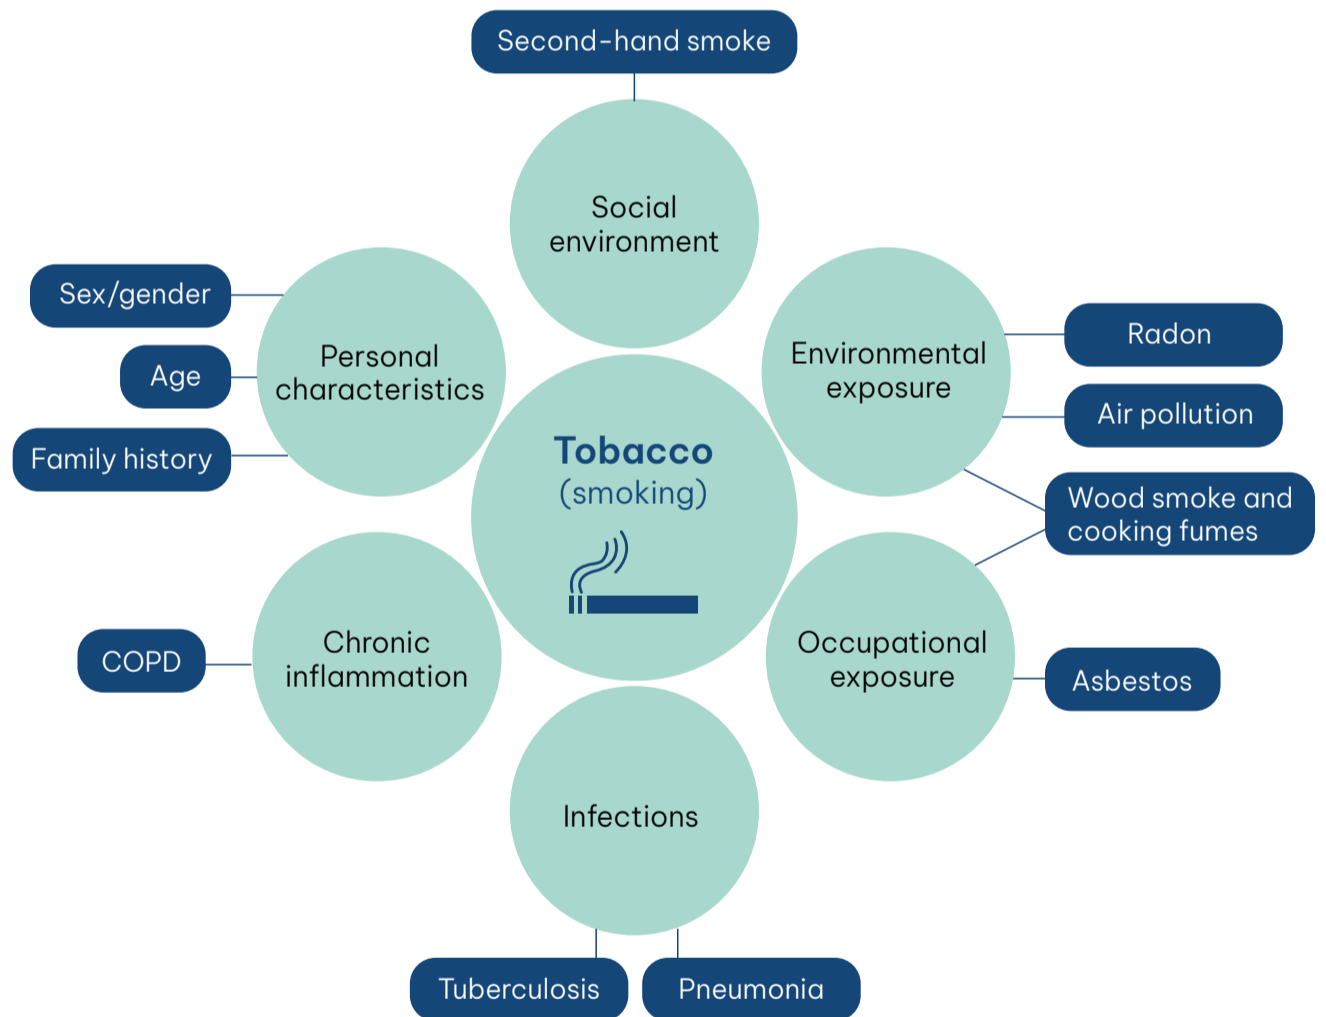 Second-hand smoke
Social
environment
Sex/gender
Age
Family history
Personal
characteristics
Environmental
exposure
Radon
Air pollution
Wood smoke and
cooking fumes
Tobacco
(smoking)
COPD
Chronic
inflammation
Occupational
exposure
Asbestos
Infections
Tuberculosis
Pneumonia